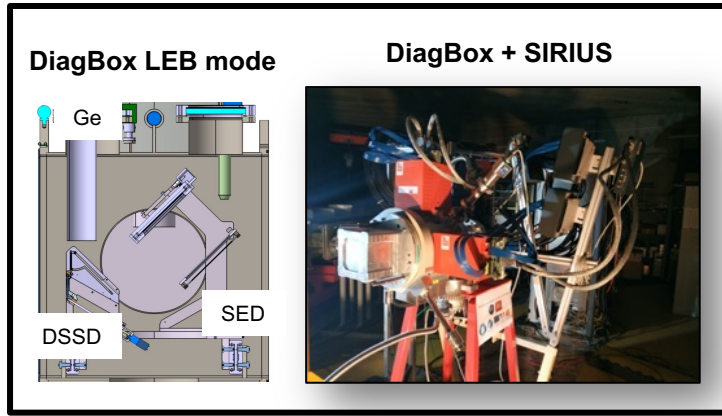 DiagBox LEB mode
DiagBox + SIRIUS
Ge
DSSD
SED